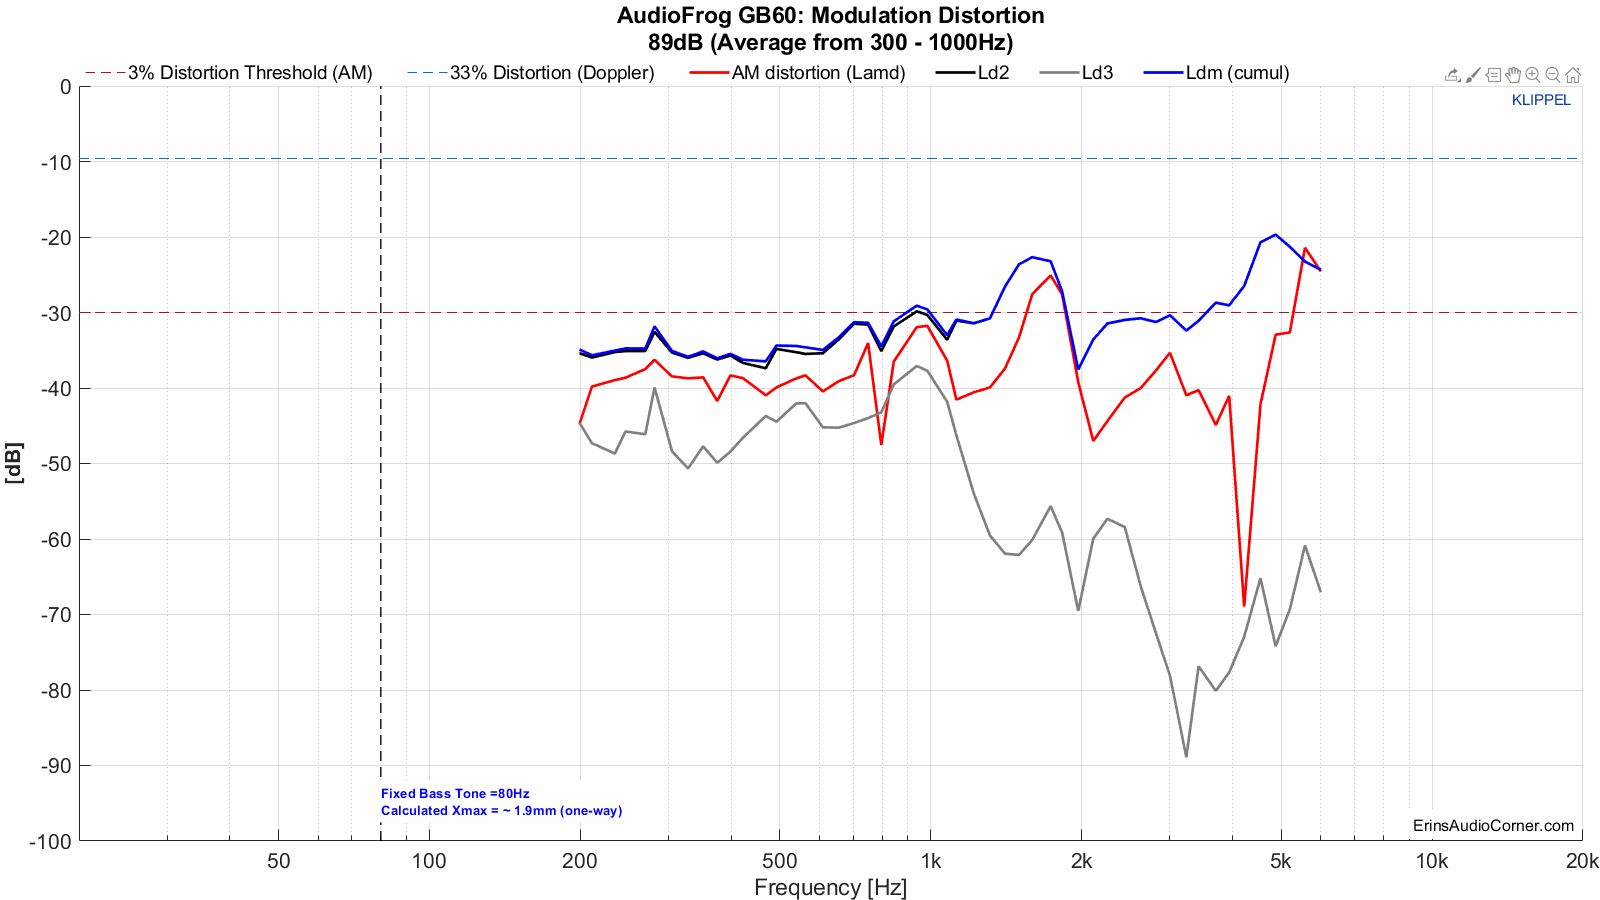 AudioFrog GB60: Modulation Distortion
89dB (Average from 300 - 1000Hz)
3% Distortion Threshold (AM) 33% Distortion (Doppler) AM distortion (Lamd) Ld2 Ld3 Ldm (cumul)
KLIPPEL
0
-10
-20
-30
-40
-50
-60
-70
-80
-90
-100
[dB]
Fixed Bass Tone =80Hz
Calculated Xmax = ~ 1.9mm (one-way)
ErinsAudioCorner.com
50 100 200 500 1k 2k 5k 10k 20k
Frequency [Hz]